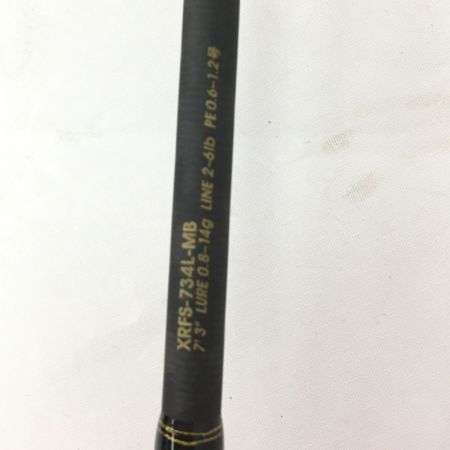 XRFS-734L-MB
7' 3" LURE 0.8-14g LINE 2-6lb PE 0.6-1.2号